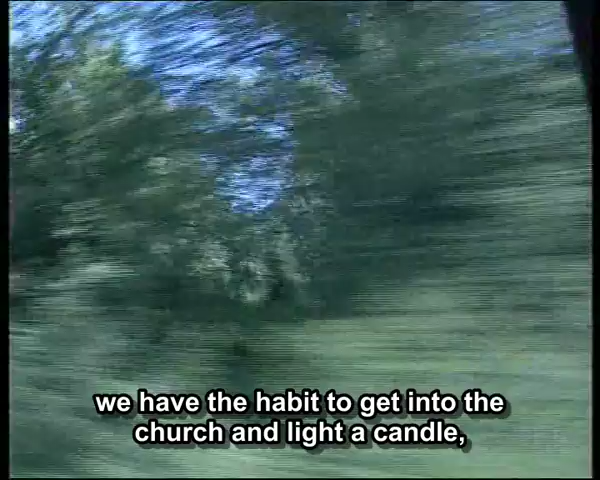 we have the habit to get into the
church and light a candle,